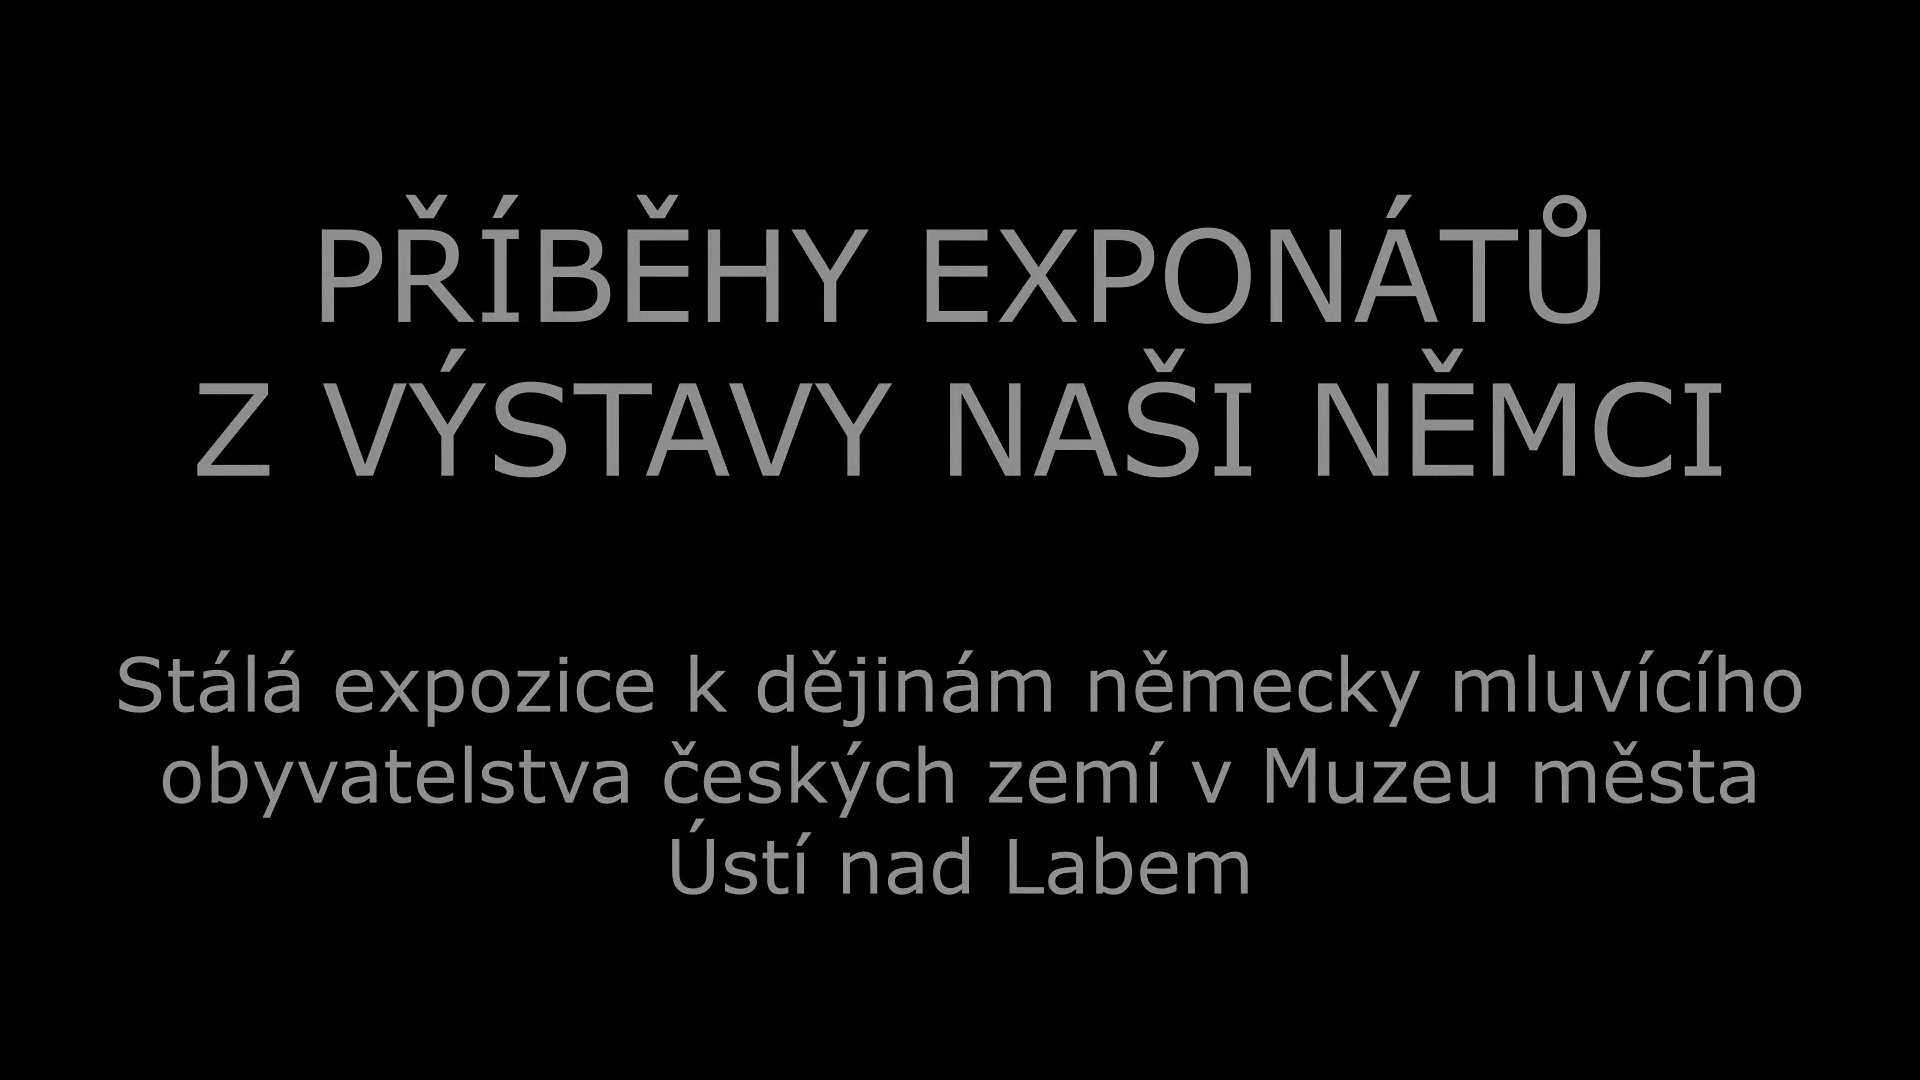 PŘÍBĚHY EXPONÁTŮ
Z VÝSTAVY NAŠI NĚMCI
Stálá expozice k dějinám německy mluvícího
obyvatelstva českých zemí v Muzeu města
Ústí nad Labem